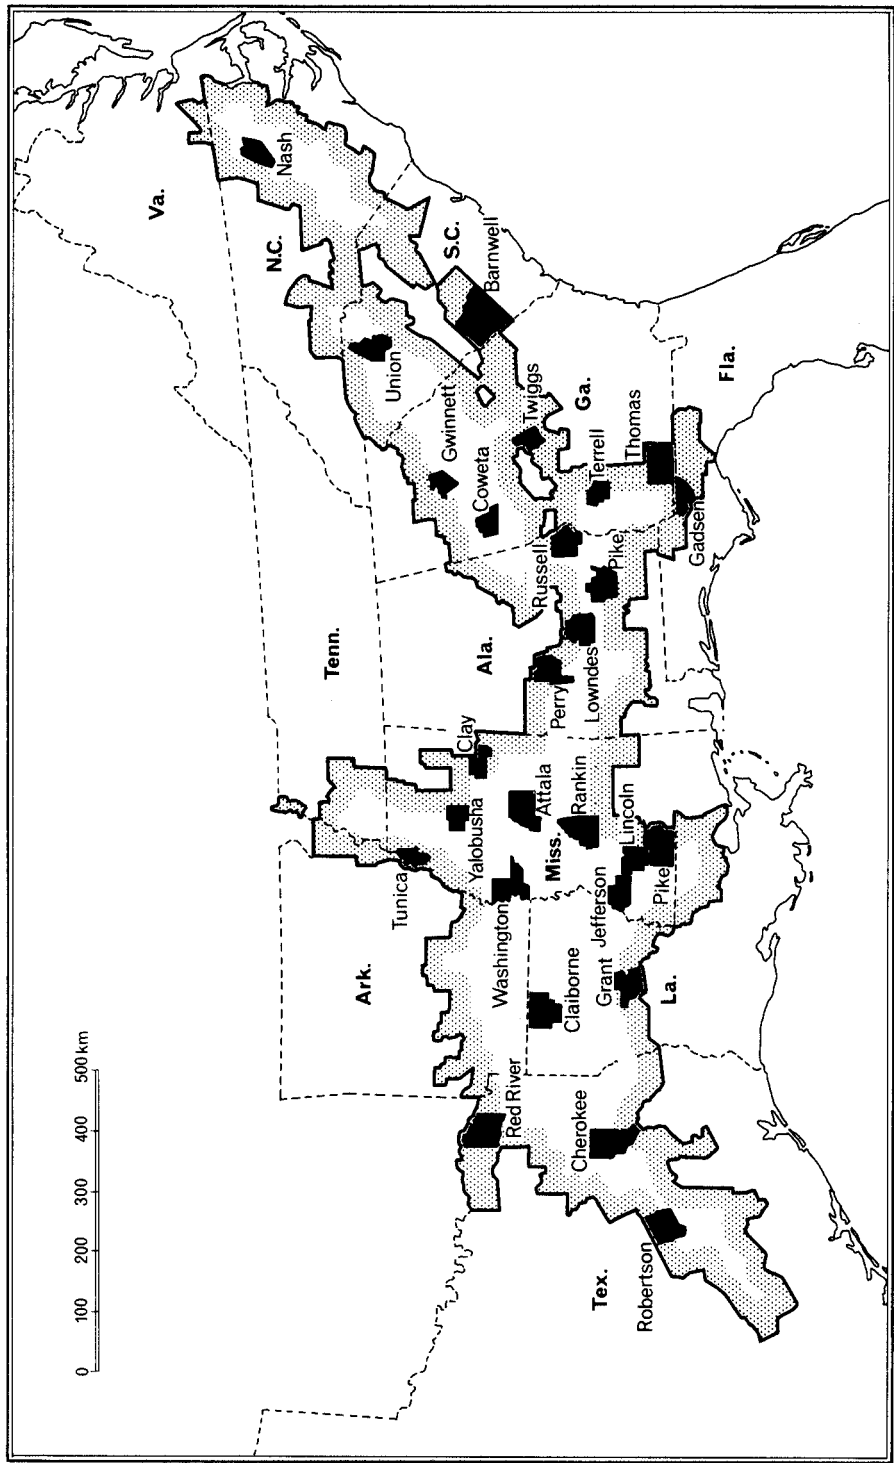 0 100 200 300 400 500 km
Va.
N.C.
S.C.
Tenn.
Ark.
Ala.
Miss.
Ga.
Fla.
La.
Tex.
Nash
Union
Barnwell
Gwinnett
Coweta
Twiggs
Terrell
Thomas
Gadsen
Russell
Pike
Lowndes
Perry
Clay
Yalobusha
Tunica
Attala
Rankin
Washington
Lincoln
Jefferson
Pike
Claiborne
Grant
Red River
Cherokee
Robertson